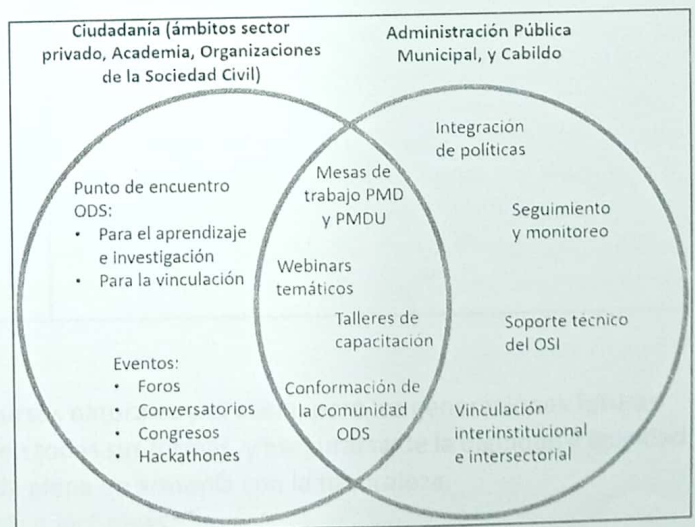 Ciudadanía (ámbitos sector
privado, Academia, Organizaciones
de la Sociedad Civil)
Administración Pública
Municipal, y Cabildo
Punto de encuentro
ODS:
• Para el aprendizaje
e investigación
• Para la vinculación
Eventos:
• Foros
• Conversatorios
• Congresos
• Hackathones
Mesas de
trabajo PMD
y PMDU
Webinars
temáticos
Talleres de
capacitación
Conformación de
la Comunidad
ODS
Integración
de políticas
Seguimiento
y monitoreo
Soporte técnico
del OSI
Vinculación
interinstitucional
e intersectorial